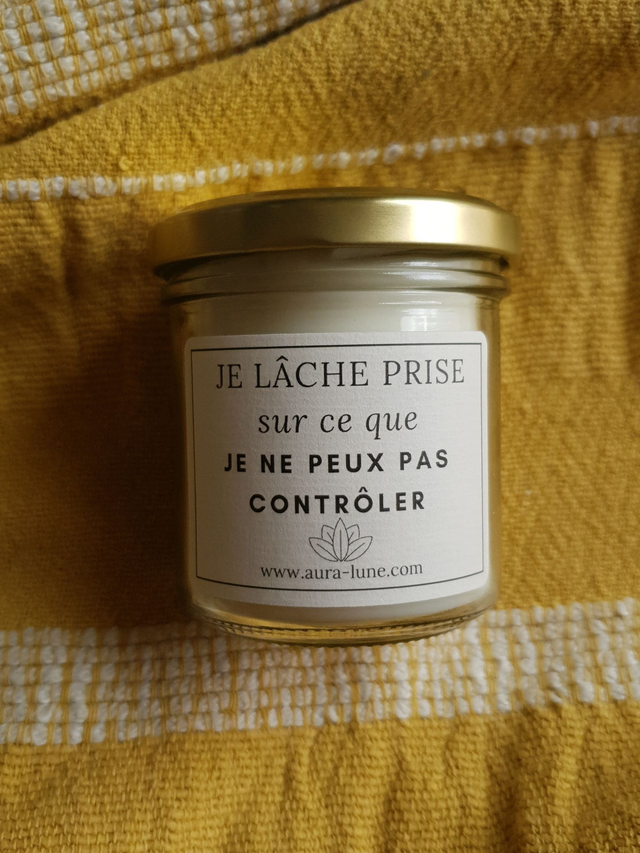 JE LÂCHE PRISE
sur ce que
JE NE PEUX PAS
CONTRÔLER
www.aura-lune.com